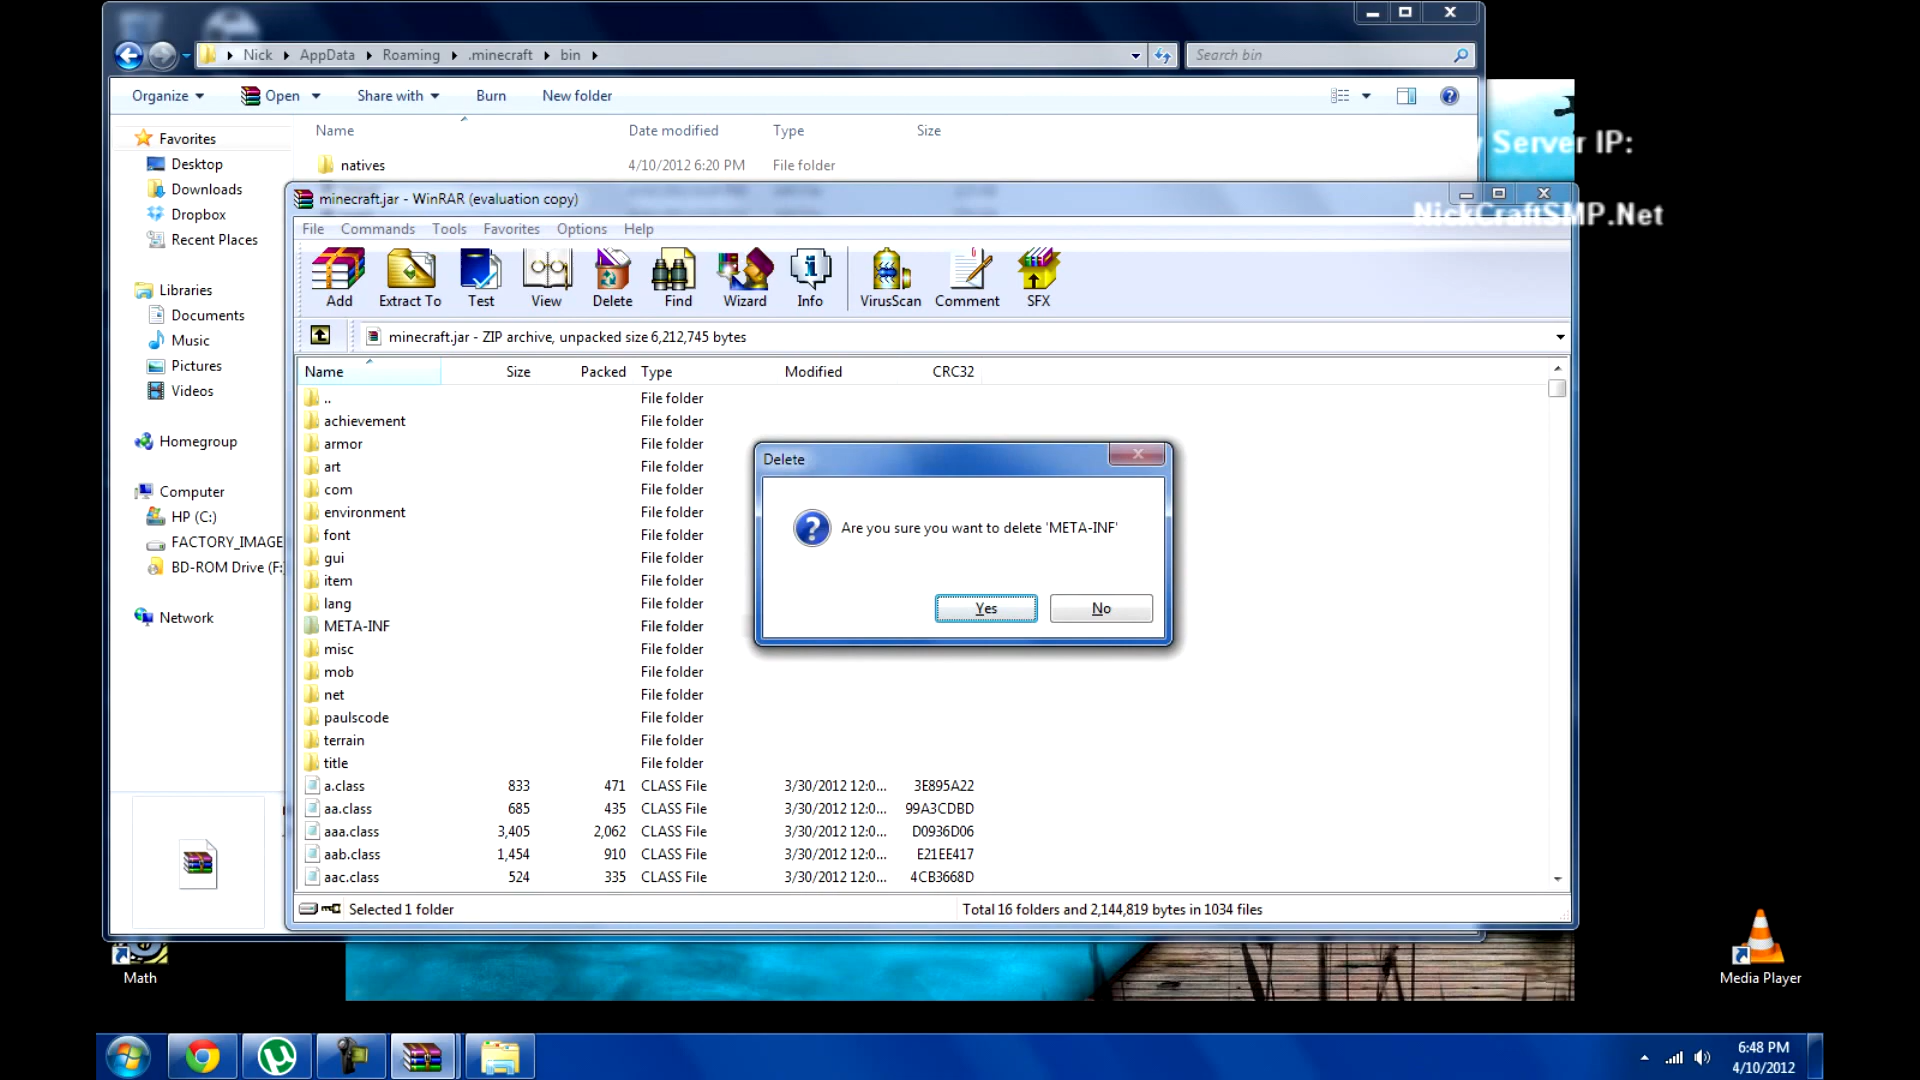 Nick AppData Roaming .minecraft bin
Search bin
Organize Open Share with Burn New folder
Name Date modified Type Size
Favorites
Desktop
Downloads
Dropbox
Recent Places
Libraries
Documents
Music
Pictures
Videos
Homegroup
Computer
HP (C:)
FACTORY_IMAGE
BD-ROM Drive (F:
Network
natives 4/10/2012 6:20 PM File folder
Server IP:
NickCraftSMP.Net
minecraft.jar - WinRAR (evaluation copy)
File Commands Tools Favorites Options Help
Add Extract To Test View Delete Find Wizard Info VirusScan Comment SFX
minecraft.jar - ZIP archive, unpacked size 6,212,745 bytes
Name Size Packed Type Modified CRC32
.. File folder
achievement File folder
armor File folder
art File folder
com File folder
environment File folder
font File folder
gui File folder
item File folder
lang File folder
META-INF File folder
misc File folder
mob File folder
net File folder
paulscode File folder
terrain File folder
title File folder
a.class 833 471 CLASS File 3/30/2012 12:0... 3E895A22
aa.class 685 435 CLASS File 3/30/2012 12:0... 99A3CDBD
aaa.class 3,405 2,062 CLASS File 3/30/2012 12:0... D0936D06
aab.class 1,454 910 CLASS File 3/30/2012 12:0... E21EE417
aac.class 524 335 CLASS File 3/30/2012 12:0... 4CB3668D
Selected 1 folder Total 16 folders and 2,144,819 bytes in 1034 files
Delete
Are you sure you want to delete 'META-INF'
Yes No
Math
Media Player
6:48 PM
4/10/2012